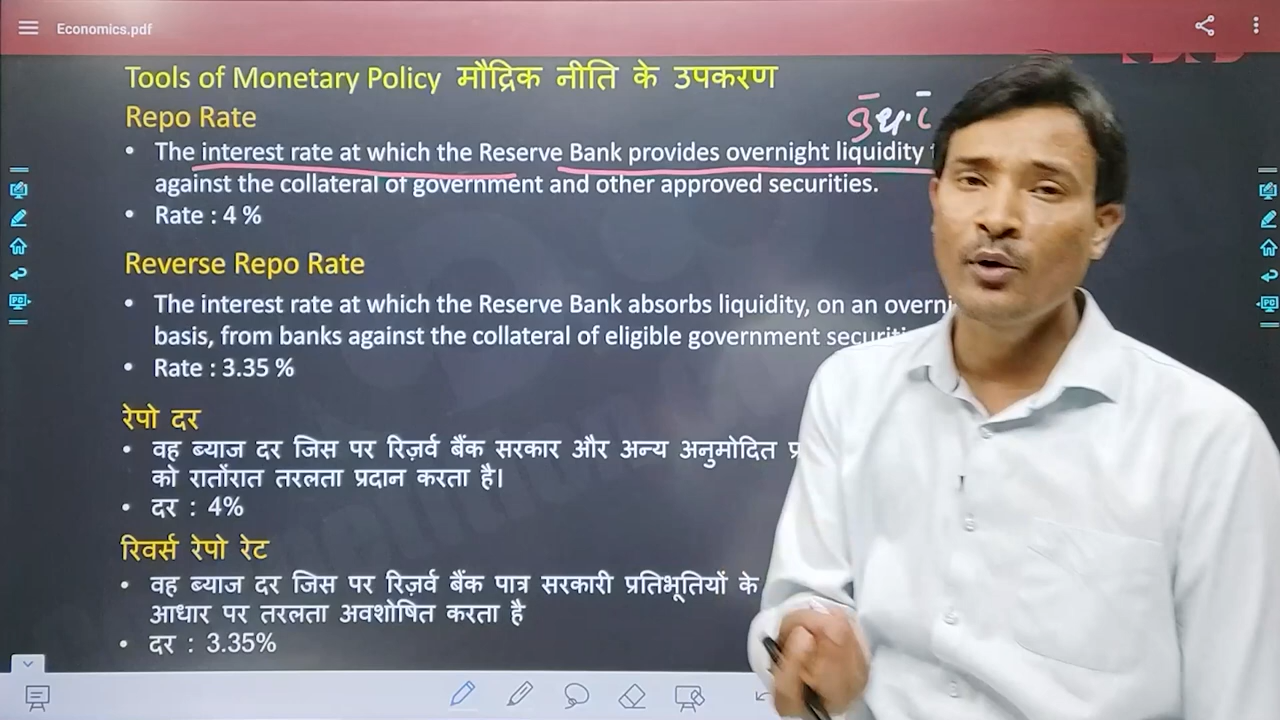 Economics.pdf
Tools of Monetary Policy मौद्रिक नीति के उपकरण
Repo Rate
• The interest rate at which the Reserve Bank provides overnight liquidity
against the collateral of government and other approved securities.
• Rate : 4 %
Reverse Repo Rate
• The interest rate at which the Reserve Bank absorbs liquidity, on an overni
basis, from banks against the collateral of eligible government securiti
• Rate : 3.35 %
रेपो दर
• वह ब्याज दर जिस पर रिज़र्व बैंक सरकार और अन्य अनुमोदित प्र
को रातोंरात तरलता प्रदान करता है।
• दर : 4%
रिवर्स रेपो रेट
• वह ब्याज दर जिस पर रिज़र्व बैंक पात्र सरकारी प्रतिभूतियों के
आधार पर तरलता अवशोषित करता है
• दर : 3.35%